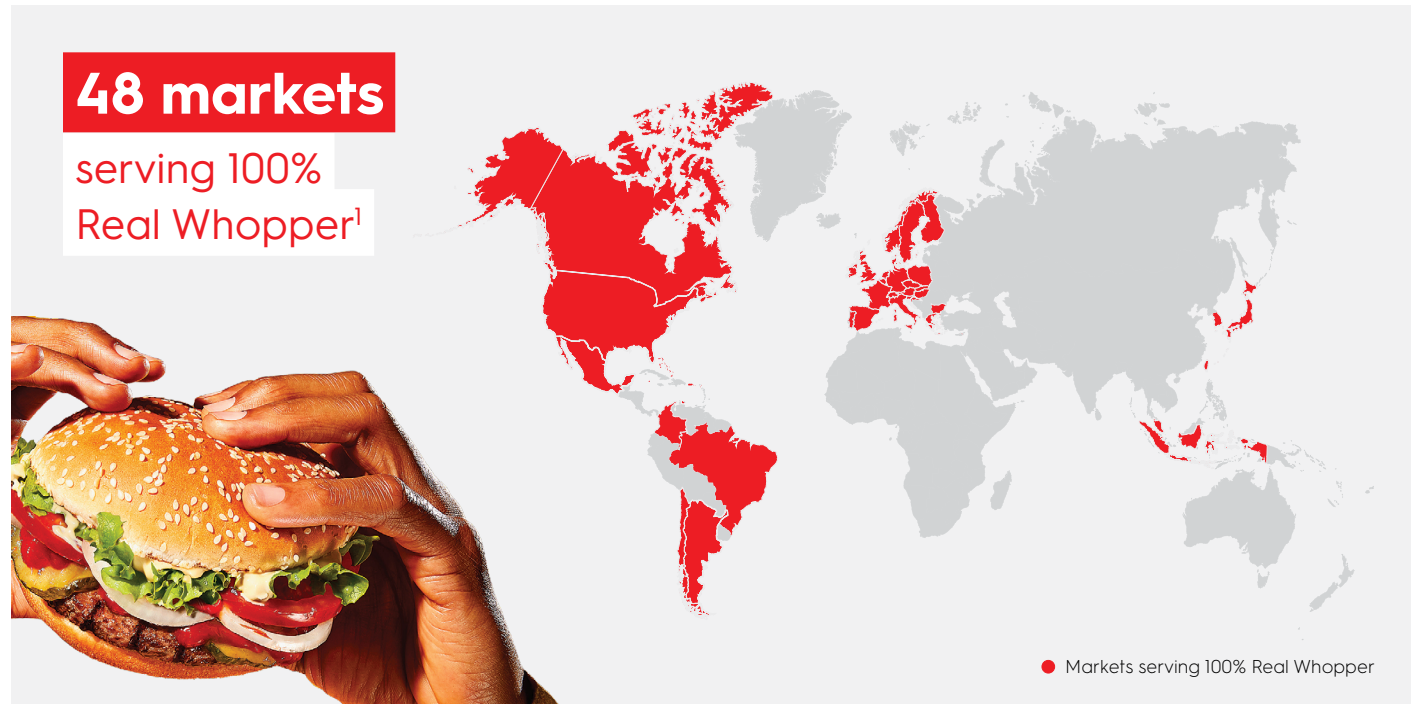 48 markets
serving 100%
Real Whopper¹
Markets serving 100% Real Whopper